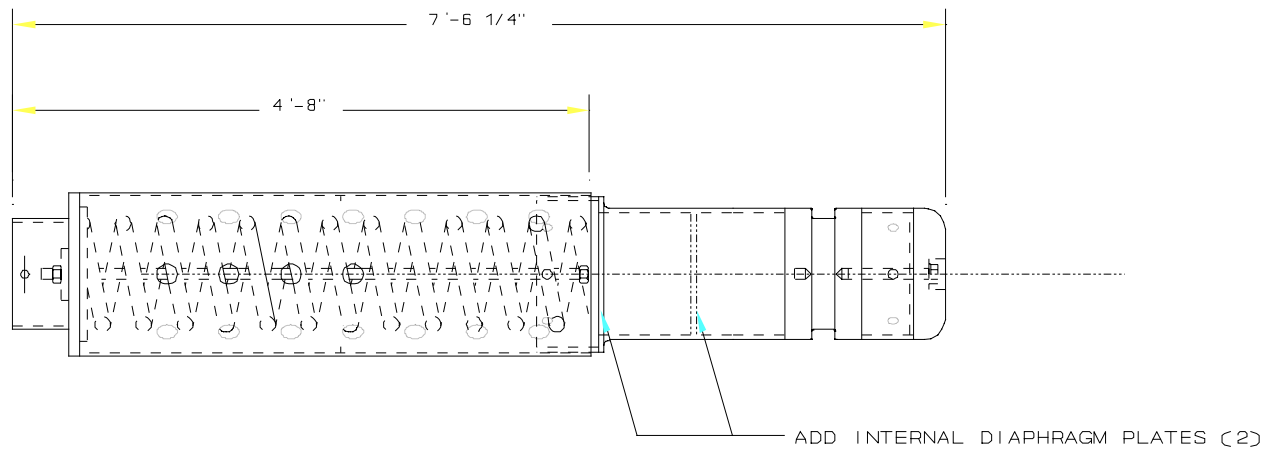 7'-6 1/4"
4'-8"
ADD INTERNAL DIAPHRAGM PLATES (2)